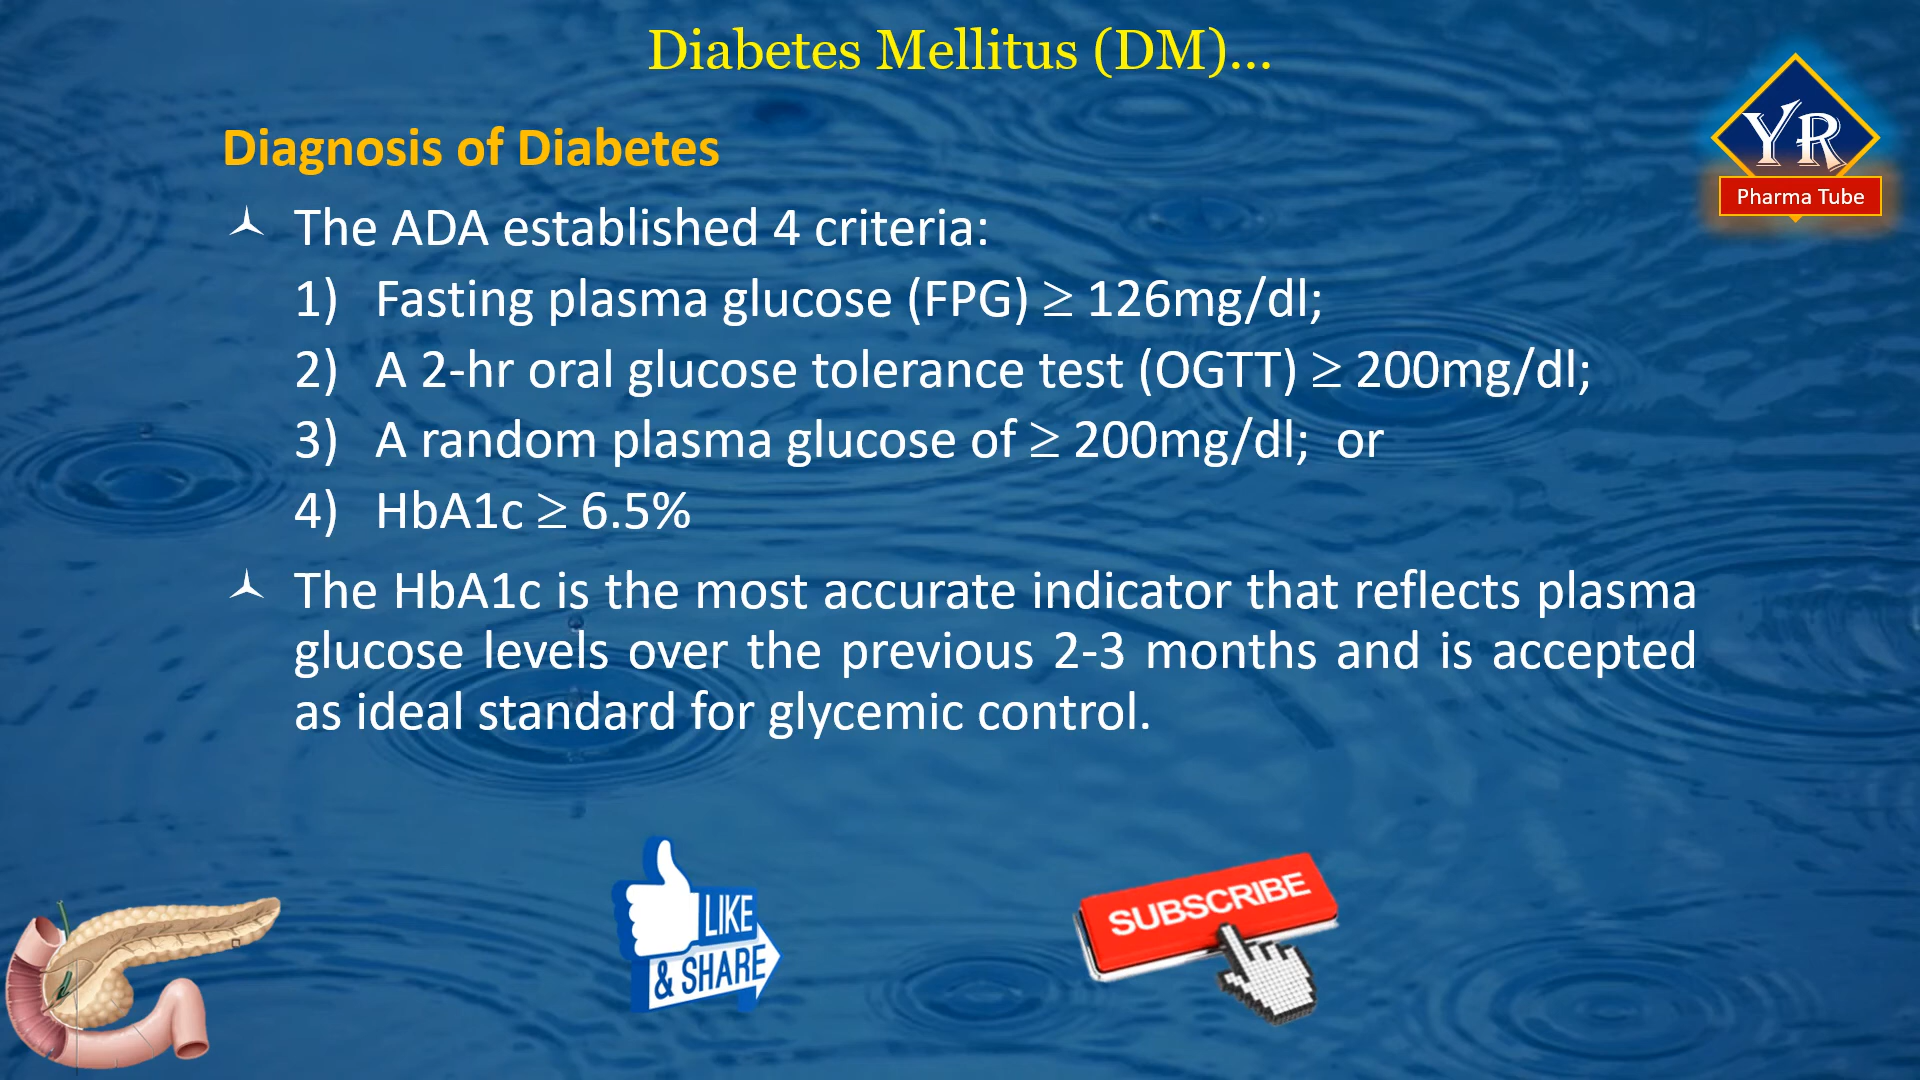 Diabetes Mellitus (DM)...
YR
Pharma Tube
Diagnosis of Diabetes
The ADA established 4 criteria:
1) Fasting plasma glucose (FPG) ≥ 126mg/dl;
2) A 2-hr oral glucose tolerance test (OGTT) ≥ 200mg/dl;
3) A random plasma glucose of ≥ 200mg/dl; or
4) HbA1c ≥ 6.5%
The HbA1c is the most accurate indicator that reflects plasma
glucose levels over the previous 2-3 months and is accepted
as ideal standard for glycemic control.
LIKE
& SHARE
SUBSCRIBE